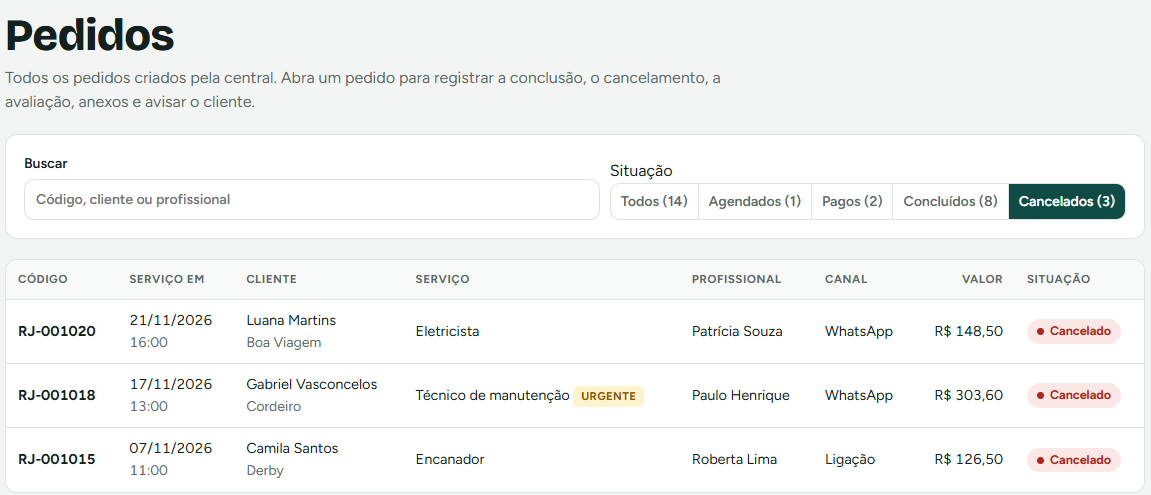 Pedidos
Todos os pedidos criados pela central. Abra um pedido para registrar a conclusão, o cancelamento, a
avaliação, anexos e avisar o cliente.
Buscar
Código, cliente ou profissional
Situação
Todos (14) Agendados (1) Pagos (2) Concluídos (8) Cancelados (3)
CÓDIGO SERVIÇO EM CLIENTE SERVIÇO PROFISSIONAL CANAL VALOR SITUAÇÃO
RJ-001020 21/11/2026 16:00 Luana Martins Boa Viagem Eletricista Patrícia Souza WhatsApp R$ 148,50 Cancelado
RJ-001018 17/11/2026 13:00 Gabriel Vasconcelos Cordeiro Técnico de manutenção URGENTE Paulo Henrique WhatsApp R$ 303,60 Cancelado
RJ-001015 07/11/2026 11:00 Camila Santos Derby Encanador Roberta Lima Ligação R$ 126,50 Cancelado